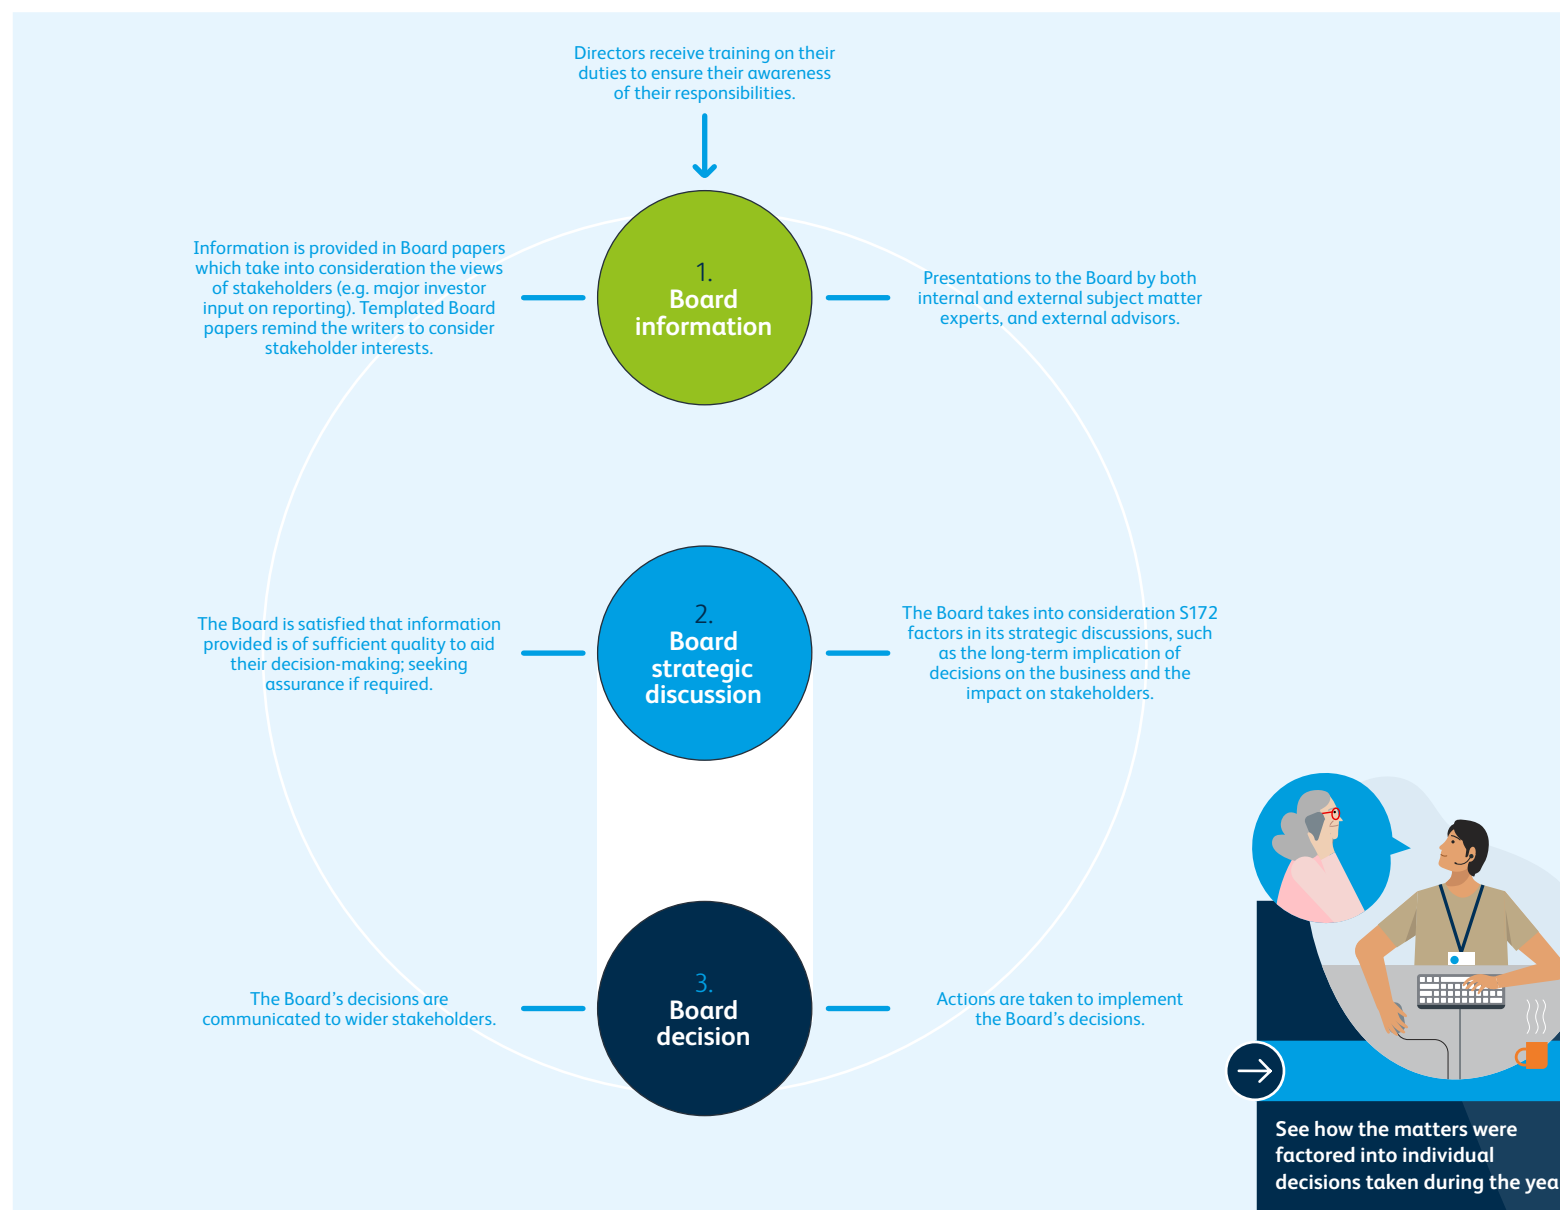 Directors receive training on their
duties to ensure their awareness
of their responsibilities.
Information is provided in Board papers
which take into consideration the views
of stakeholders (e.g. major investor
input on reporting). Templated Board
papers remind the writers to consider
stakeholder interests.
1.
Board
information
Presentations to the Board by both
internal and external subject matter
experts, and external advisors.
The Board is satisfied that information
provided is of sufficient quality to aid
their decision-making; seeking
assurance if required.
2.
Board
strategic
discussion
The Board takes into consideration S172
factors in its strategic discussions, such
as the long-term implication of
decisions on the business and the
impact on stakeholders.
The Board’s decisions are
communicated to wider stakeholders.
3.
Board
decision
Actions are taken to implement
the Board’s decisions.
See how the matters were
factored into individual
decisions taken during the yea